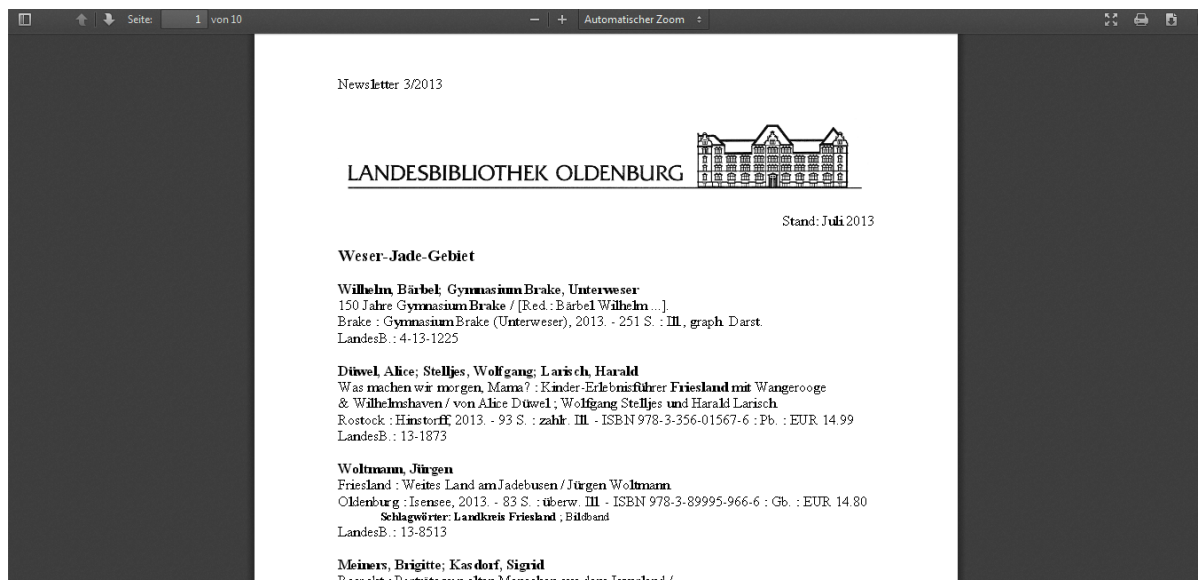 Seite: 1 von 10 Automatischer Zoom
Newsletter 3/2013
LANDESBIBLIOTHEK OLDENBURG
Stand: Juli 2013
Weser-Jade-Gebiet
Wilhelm, Bärbel; Gymnasium Brake, Unterweser
150 Jahre Gymnasium Brake / [Red.: Bärbel Wilhelm ...].
Brake : Gymnasium Brake (Unterweser), 2013. - 251 S. : Ill., graph. Darst.
LandesB.: 4-13-1225
Düwel, Alice; Stelljes, Wolfgang; Larisch, Harald
Was machen wir morgen, Mama? : Kinder-Erlebnisführer Friesland mit Wangerooge
& Wilhelmshaven / von Alice Düwel ; Wolfgang Stelljes und Harald Larisch
Rostock : Hinstorff, 2013. - 93 S. : zahlr. Ill. - ISBN 978-3-356-01567-6 : Pb. : EUR 14.99
LandesB.: 13-1873
Woltmann, Jürgen
Friesland : Weites Land am Jadebusen / Jürgen Woltmann
Oldenburg : Isensee, 2013. - 83 S. : überw. Ill. - ISBN 978-3-89995-966-6 : Gb. : EUR 14.80
Schlagwörter: Landkreis Friesland ; Bildband
LandesB.: 13-8513
Meiners, Brigitte; Kasdorf, Sigrid